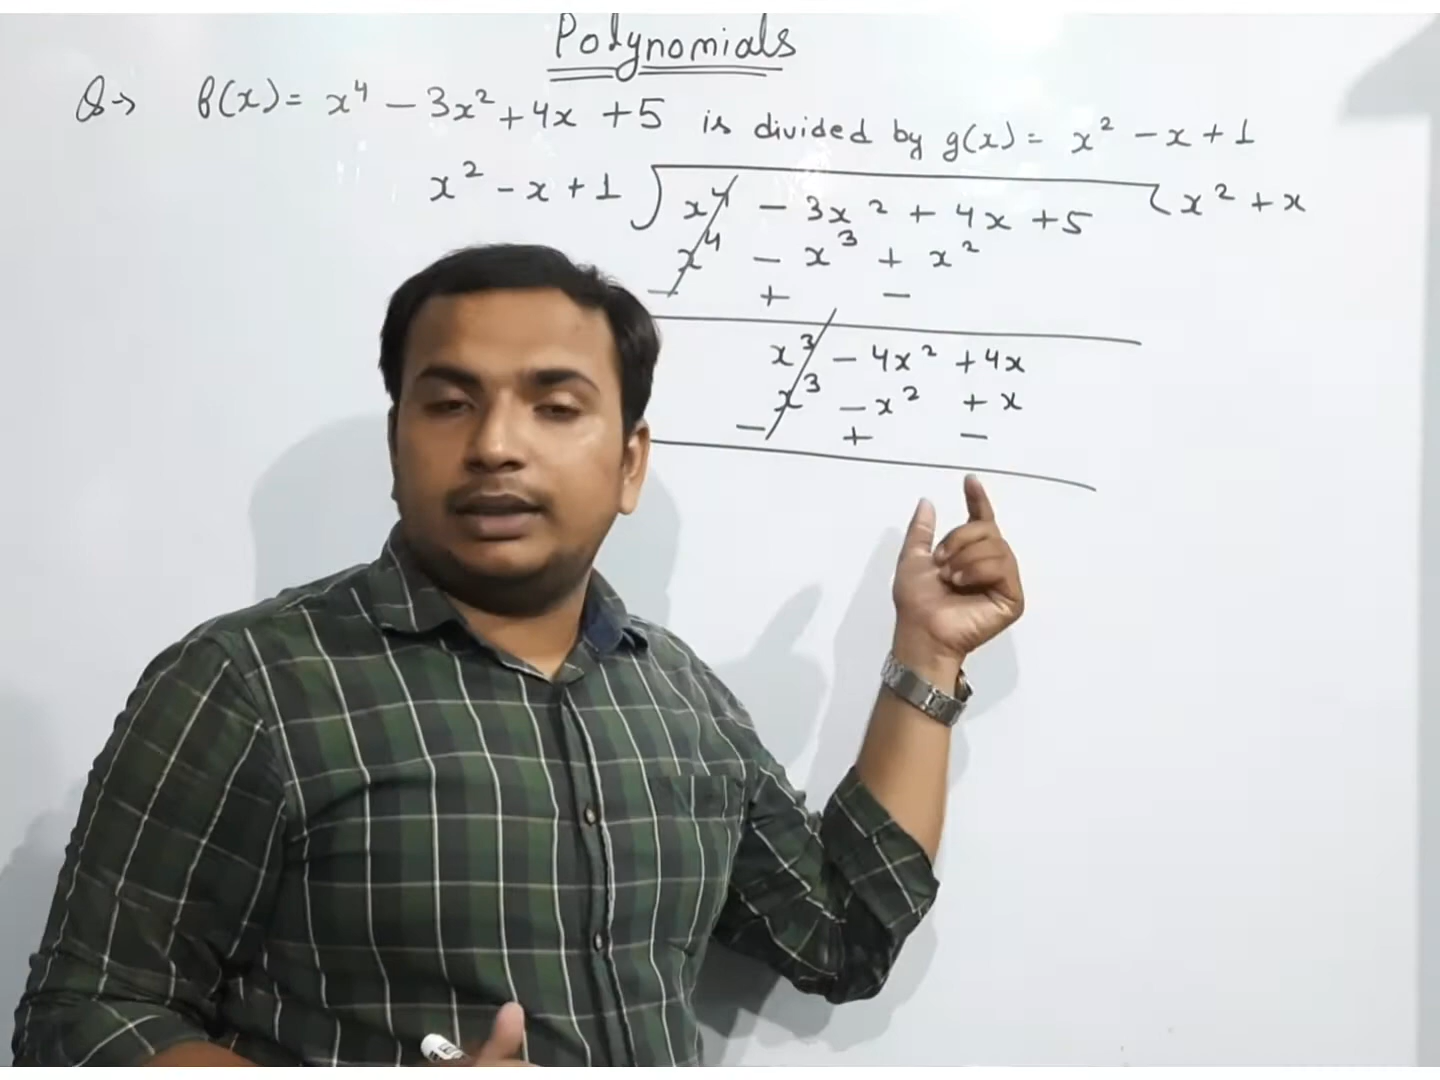 Polynomials
Q→ f(x) = x⁴ - 3x² + 4x + 5 is divided by g(x) = x² - x + 1
x² - x + 1 ) x⁴ - 3x² + 4x + 5 ( x² + x
x⁴ - x³ + x²
- + -
x³ - 4x² + 4x
x³ - x² + x
- + -